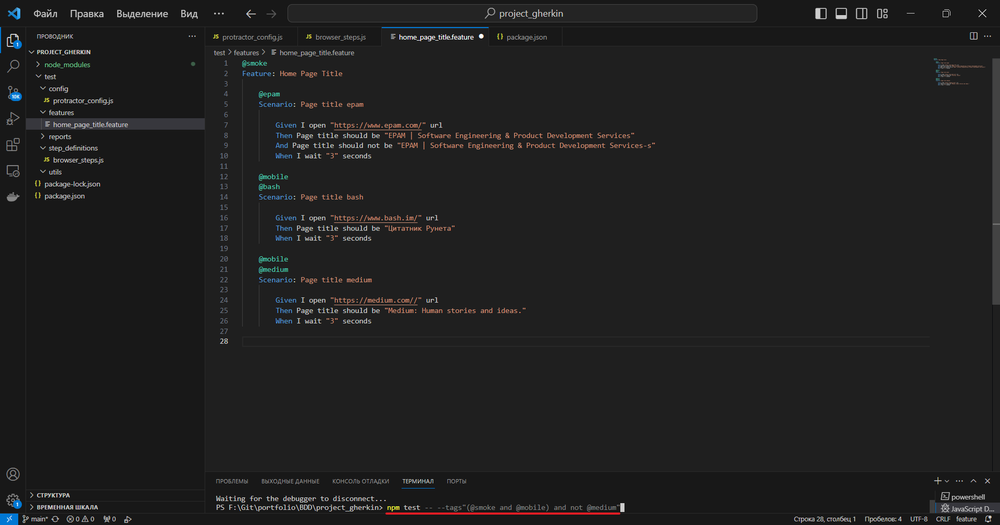 Файл Правка Выделение Вид ··· project_gherkin
ПРОВОДНИК ···
PROJECT_GHERKIN
node_modules
test
config
JS protractor_config.js
features
home_page_title.feature
reports
step_definitions
JS browser_steps.js
utils
{} package-lock.json
{} package.json
СТРУКТУРА
ВРЕМЕННАЯ ШКАЛА
1
10K
1
JS protractor_config.js
JS browser_steps.js
home_page_title.feature
{} package.json
test > features > home_page_title.feature
1 @smoke
2 Feature: Home Page Title
3
4 @epam
5 Scenario: Page title epam
6
7 Given I open "https://www.epam.com/" url
8 Then Page title should be "EPAM | Software Engineering & Product Development Services"
9 And Page title should not be "EPAM | Software Engineering & Product Development Services-s"
10 When I wait "3" seconds
11
12 @mobile
13 @bash
14 Scenario: Page title bash
15
16 Given I open "https://www.bash.im/" url
17 Then Page title should be "Цитатник Рунета"
18 When I wait "3" seconds
19
20 @mobile
21 @medium
22 Scenario: Page title medium
23
24 Given I open "https://medium.com//" url
25 Then Page title should be "Medium: Human stories and ideas."
26 When I wait "3" seconds
27
28
ПРОБЛЕМЫ ВЫХОДНЫЕ ДАННЫЕ КОНСОЛЬ ОТЛАДКИ ТЕРМИНАЛ ПОРТЫ
Waiting for the debugger to disconnect...
PS F:\Git\portfolio\BDD\project_gherkin> npm test -- --tags"(@smoke and @mobile) and not @medium"
powershell
JavaScript D...
main* 0 0 0
Строка 28, столбец 1 Пробелов: 4 UTF-8 CRLF feature